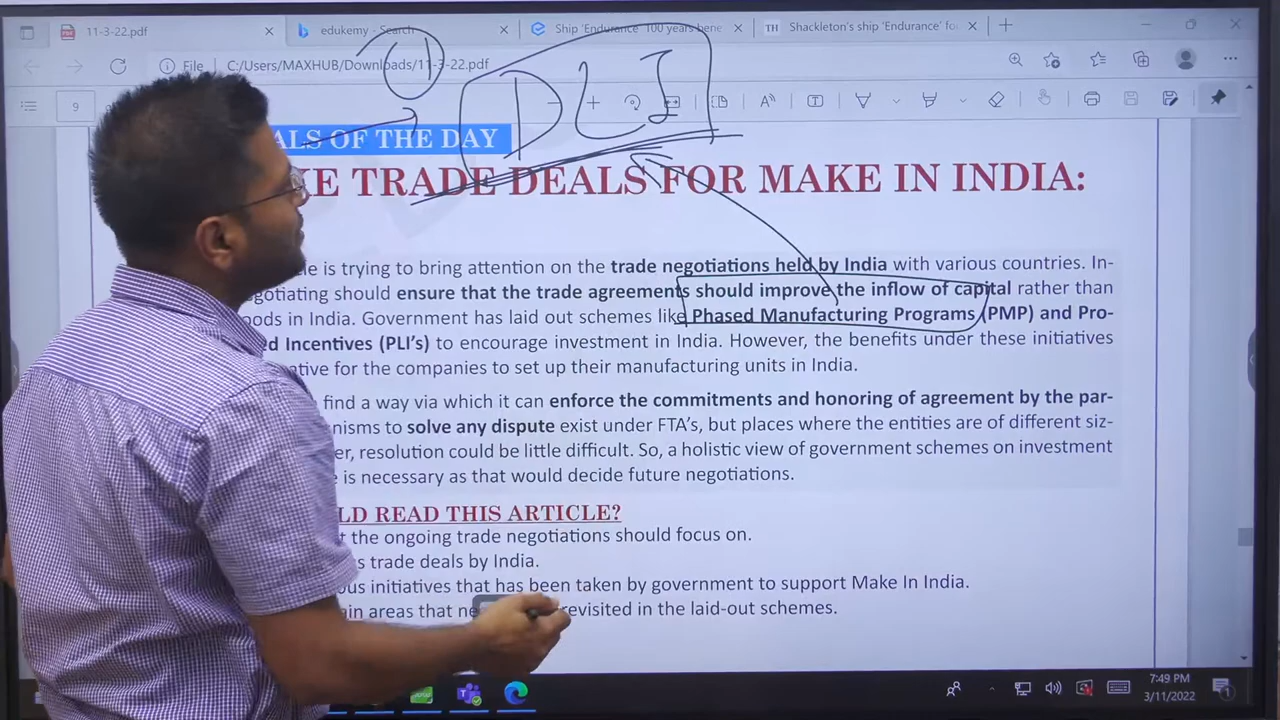 11-3-22.pdf
edukemy - Search
Ship 'Endurance' 100 years bene
TH Shackleton's ship 'Endurance' fo
File C:/Users/MAXHUB/Downloads/11-3-22.pdf
9
4
DLI
ALS OF THE DAY
KE TRADE DEALS FOR MAKE IN INDIA:
le is trying to bring attention on the trade negotiations held by India with various countries. In-
gotiating should ensure that the trade agreements should improve the inflow of capital rather than
oods in India. Government has laid out schemes like Phased Manufacturing Programs (PMP) and Pro-
ed Incentives (PLI's) to encourage investment in India. However, the benefits under these initiatives
ative for the companies to set up their manufacturing units in India.
find a way via which it can enforce the commitments and honoring of agreement by the par-
nisms to solve any dispute exist under FTA's, but places where the entities are of different siz-
er, resolution could be little difficult. So, a holistic view of government schemes on investment
is necessary as that would decide future negotiations.
LD READ THIS ARTICLE?
t the ongoing trade negotiations should focus on.
s trade deals by India.
ous initiatives that has been taken by government to support Make In India.
ain areas that ne revisited in the laid-out schemes.
7:49 PM
3/11/2022